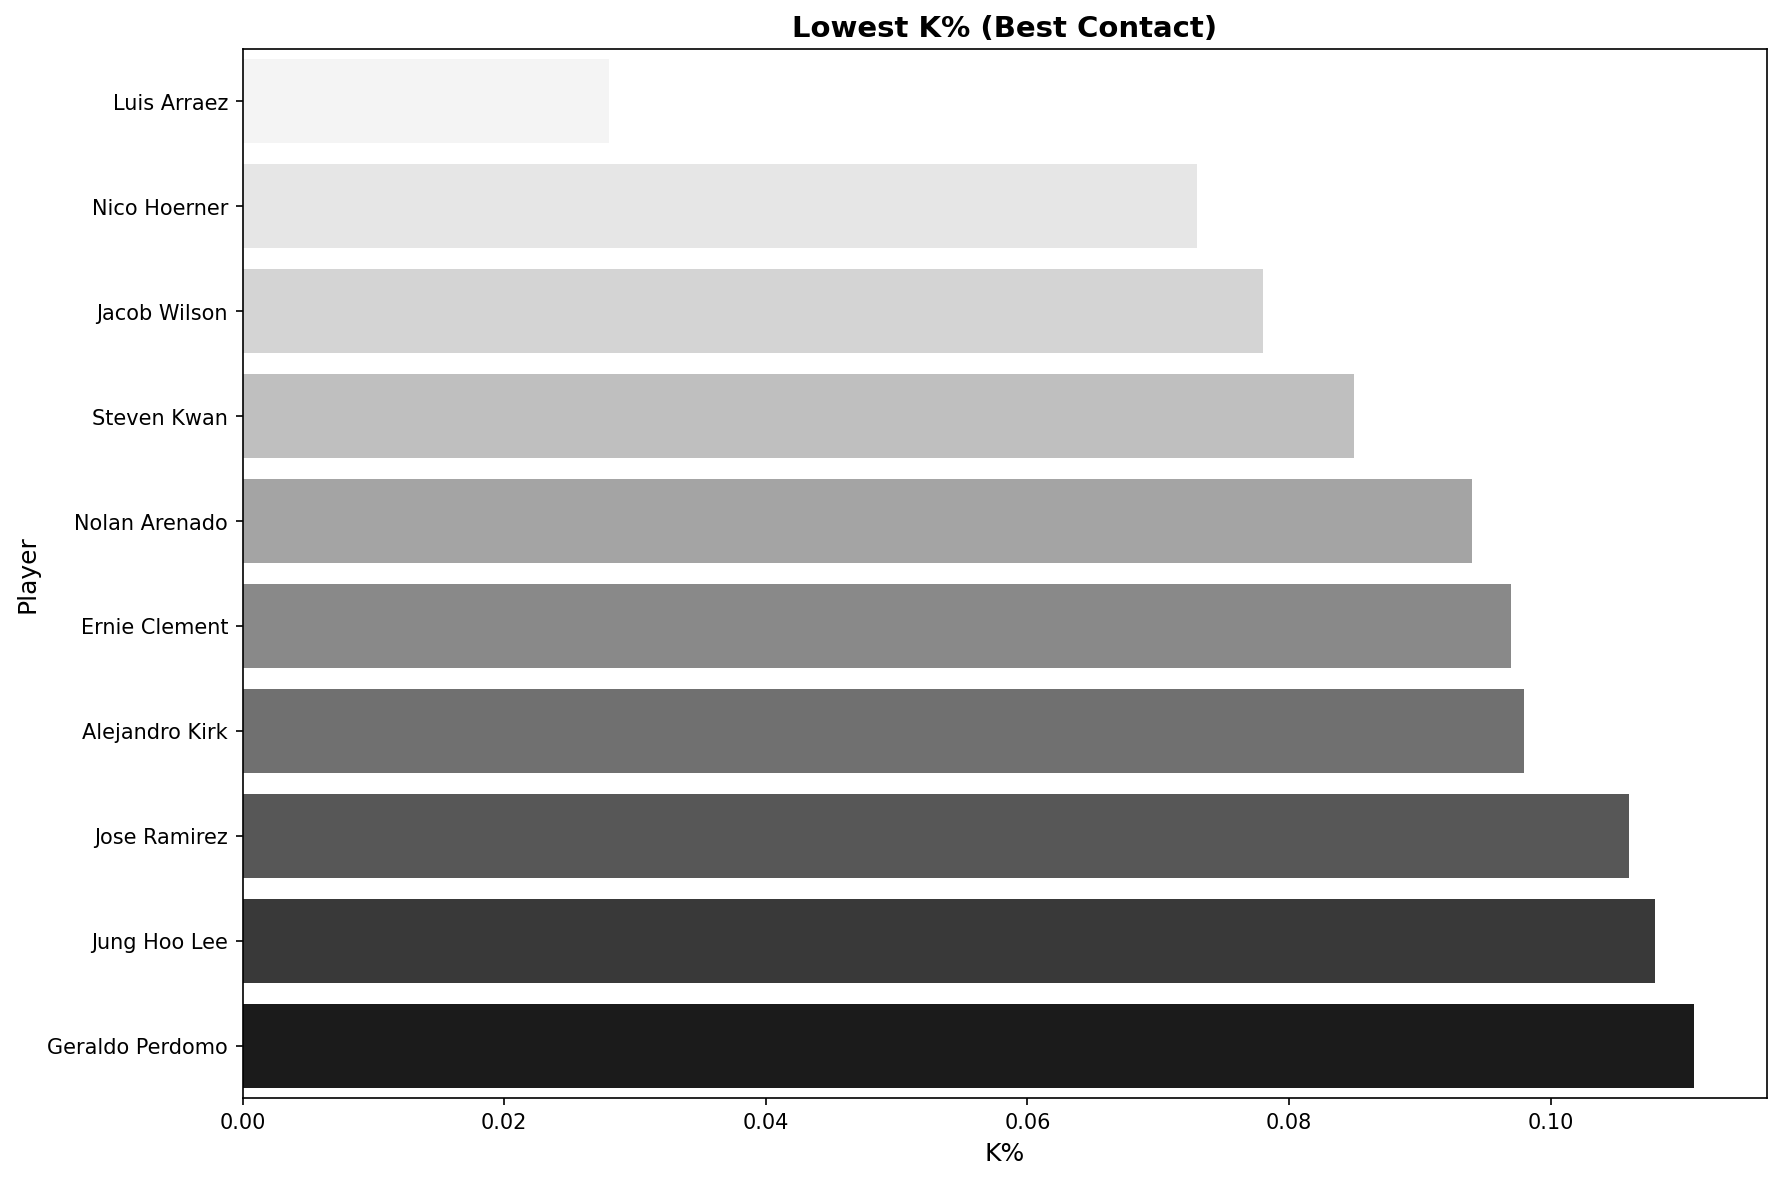 Lowest K% (Best Contact)
Player
Luis Arraez
Nico Hoerner
Jacob Wilson
Steven Kwan
Nolan Arenado
Ernie Clement
Alejandro Kirk
Jose Ramirez
Jung Hoo Lee
Geraldo Perdomo
0.00 0.02 0.04 0.06 0.08 0.10
K%